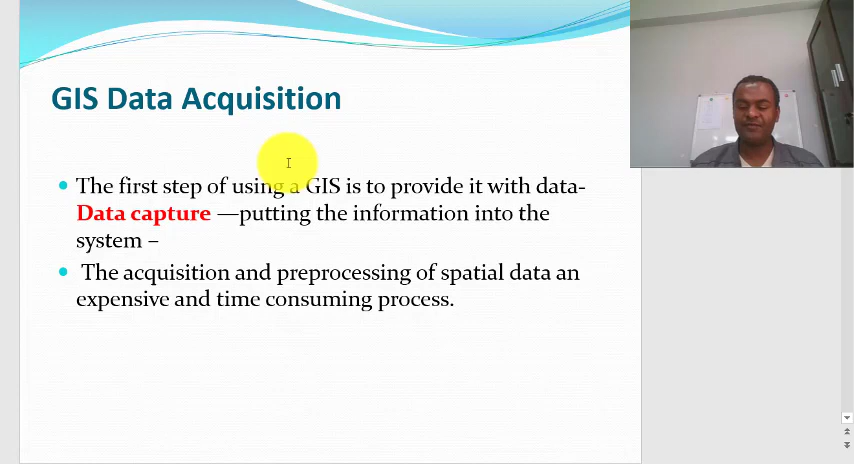 GIS Data Acquisition
The first step of using a GIS is to provide it with data-
Data capture —putting the information into the
system –
The acquisition and preprocessing of spatial data an
expensive and time consuming process.